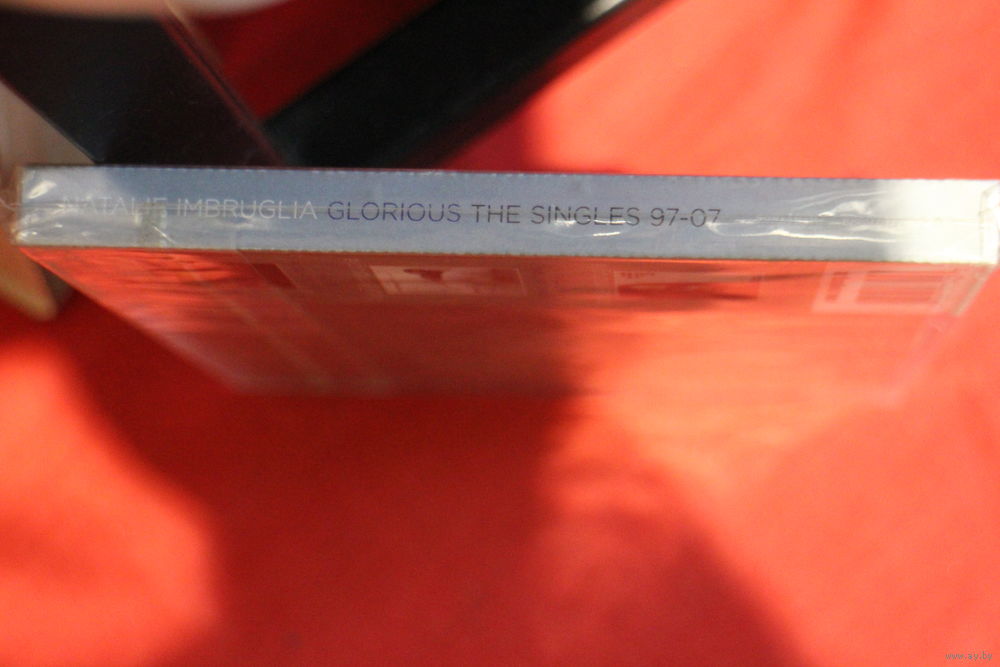 NATALIE IMBRUGLIA GLORIOUS THE SINGLES 97-07
www.ay.by